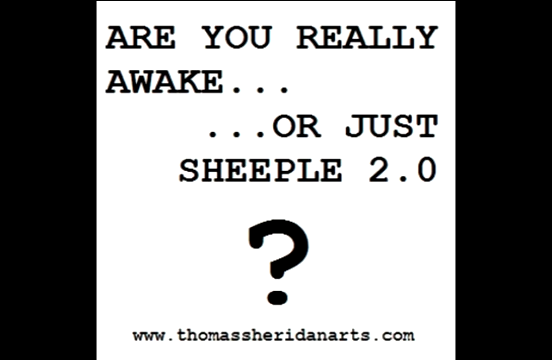 ARE YOU REALLY
AWAKE...
...OR JUST
SHEEPLE 2.0
?
www.thomassheridanarts.com